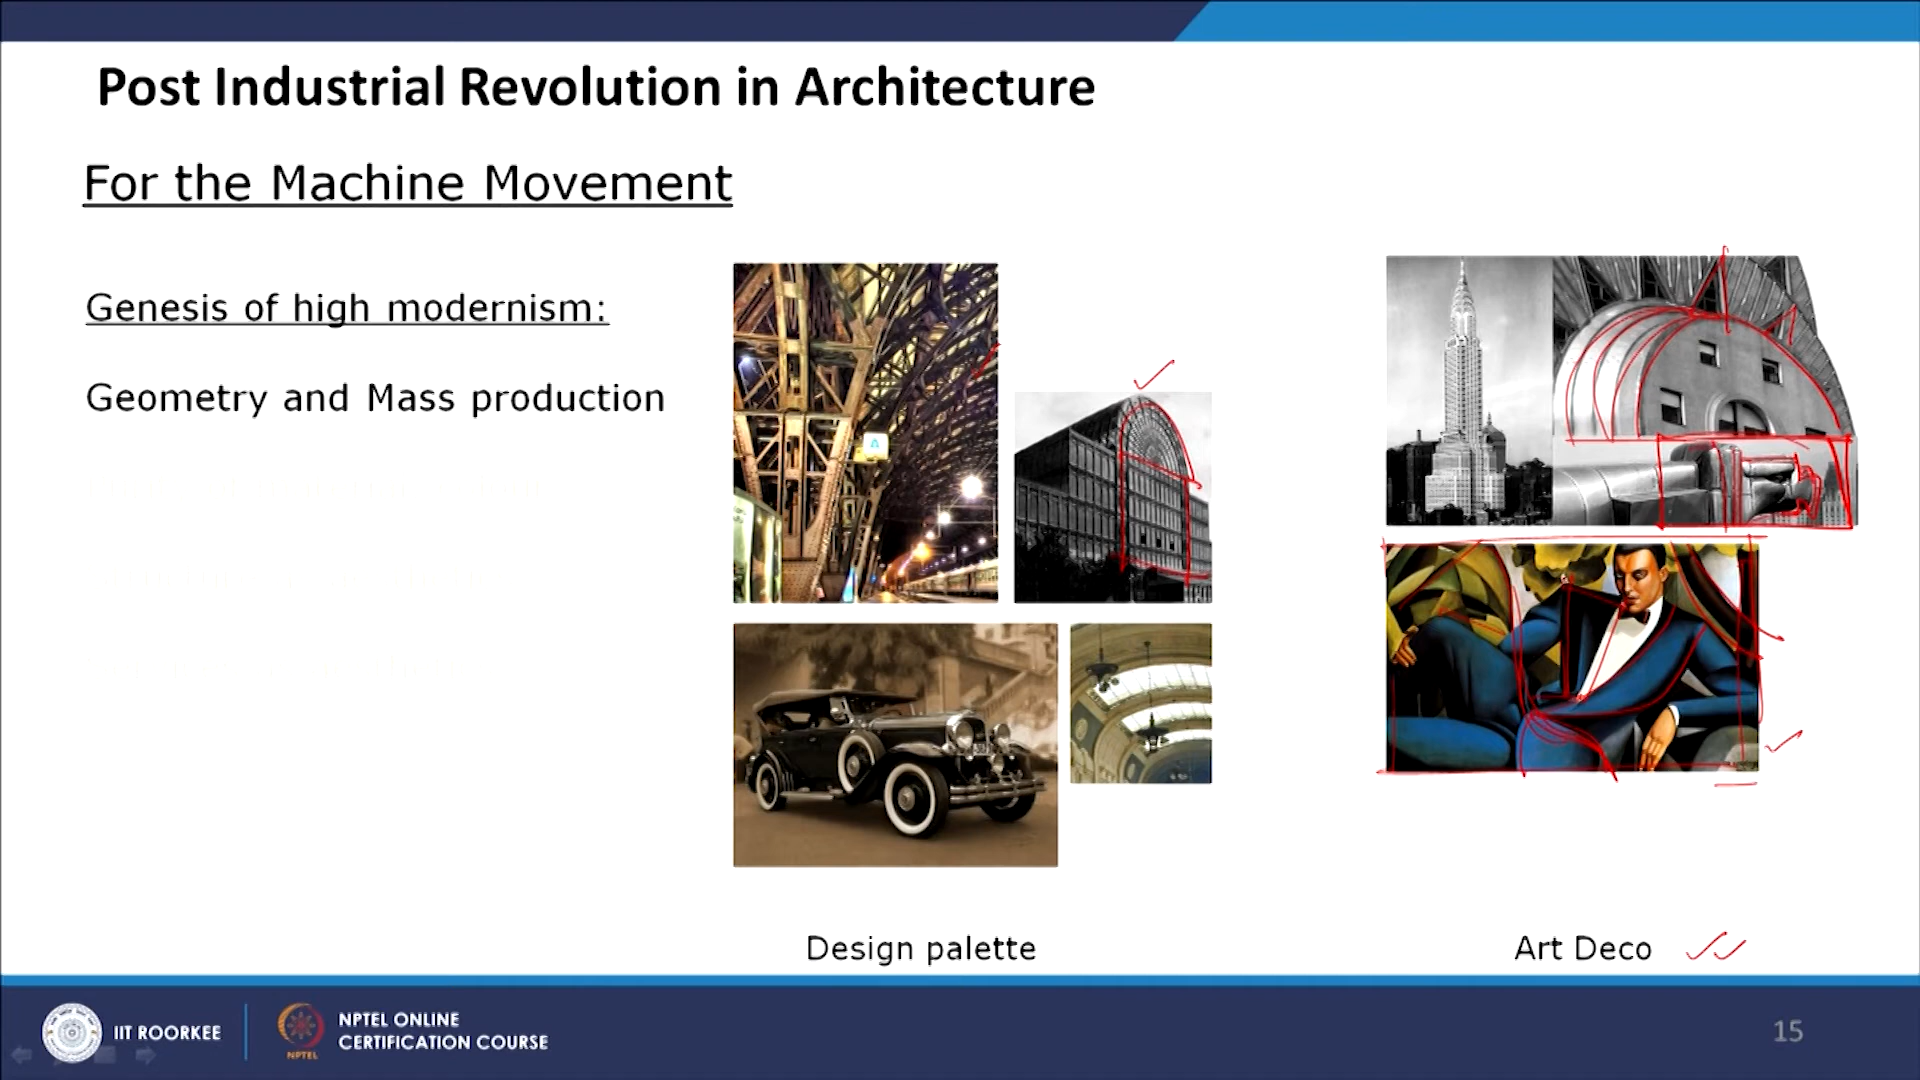 Post Industrial Revolution in Architecture
For the Machine Movement
Genesis of high modernism:
Geometry and Mass production
Design palette
Art Deco
IIT ROORKEE
NPTEL
NPTEL ONLINE
CERTIFICATION COURSE
15